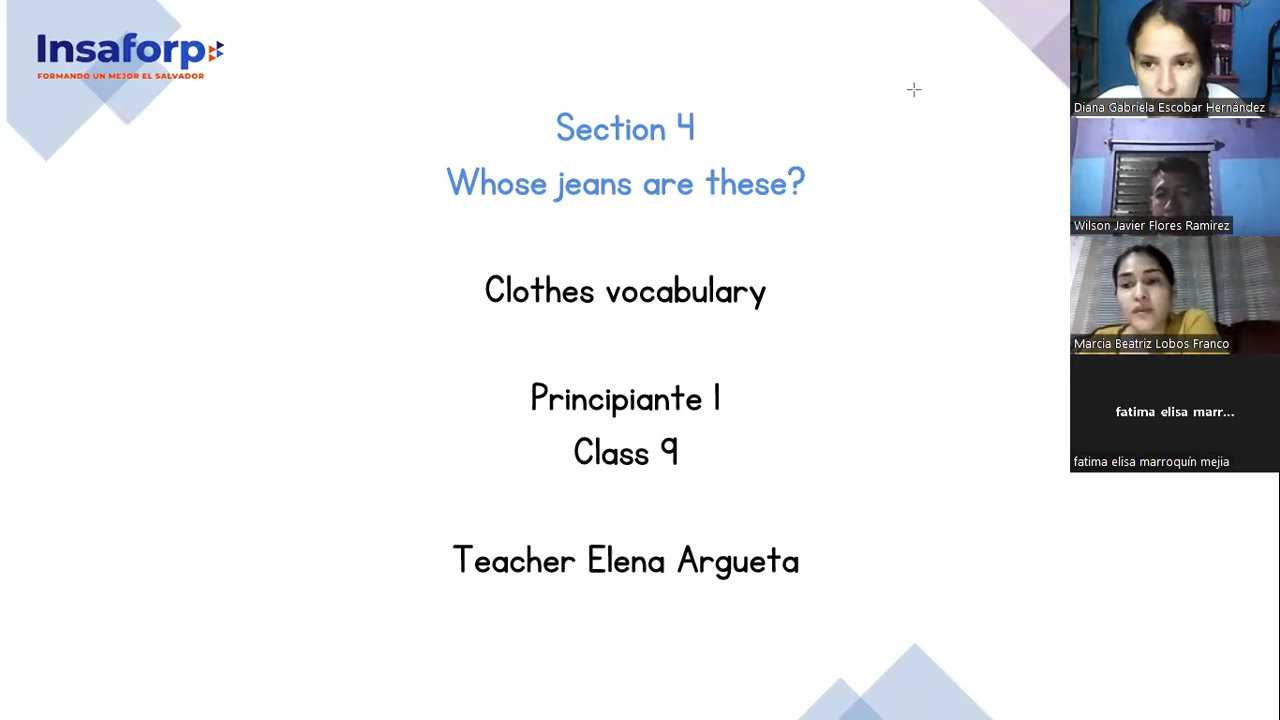 Insaforp
FORMANDO UN MEJOR EL SALVADOR
Section 4
Whose jeans are these?
Clothes vocabulary
Principiante 1
Class 9
Teacher Elena Argueta
Diana Gabriela Escobar Hernández
Wilson Javier Flores Ramirez
Marcia Beatriz Lobos Franco
fatima elisa marr...
fatima elisa marroquín mejia